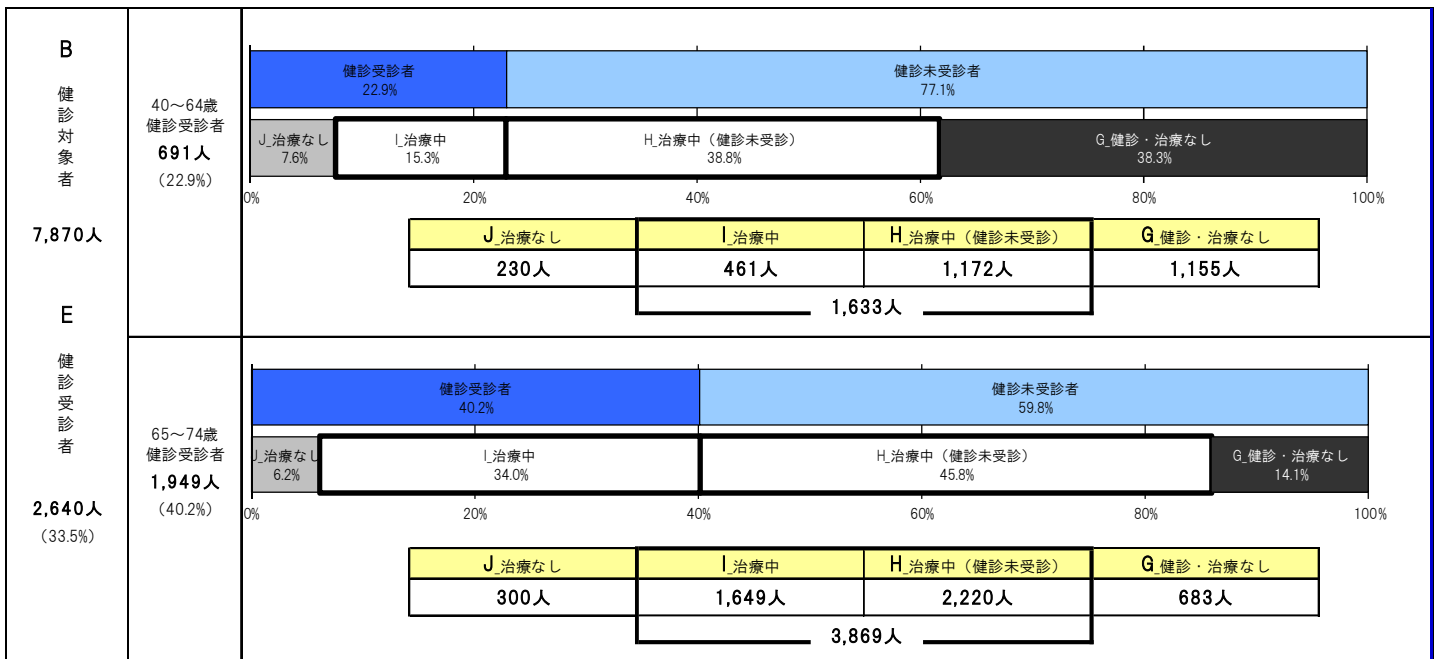 B
健
診
対
象
者
7,870人
E
健
診
受
診
者
2,640人
（33.5%）
40～64歳
健診受診者
691人
（22.9%）
健診受診者
22.9%
健診未受診者
77.1%
J_治療なし
7.6%
I_治療中
15.3%
H_治療中（健診未受診）
38.8%
G_健診・治療なし
38.3%
0% 20% 40% 60% 80% 100%
J_治療なし I_治療中 H_治療中（健診未受診） G_健診・治療なし
230人 461人 1,172人 1,155人
1,633人
65～74歳
健診受診者
1,949人
（40.2%）
健診受診者
40.2%
健診未受診者
59.8%
J_治療なし
6.2%
I_治療中
34.0%
H_治療中（健診未受診）
45.8%
G_健診・治療なし
14.1%
0% 20% 40% 60% 80% 100%
J_治療なし I_治療中 H_治療中（健診未受診） G_健診・治療なし
300人 1,649人 2,220人 683人
3,869人